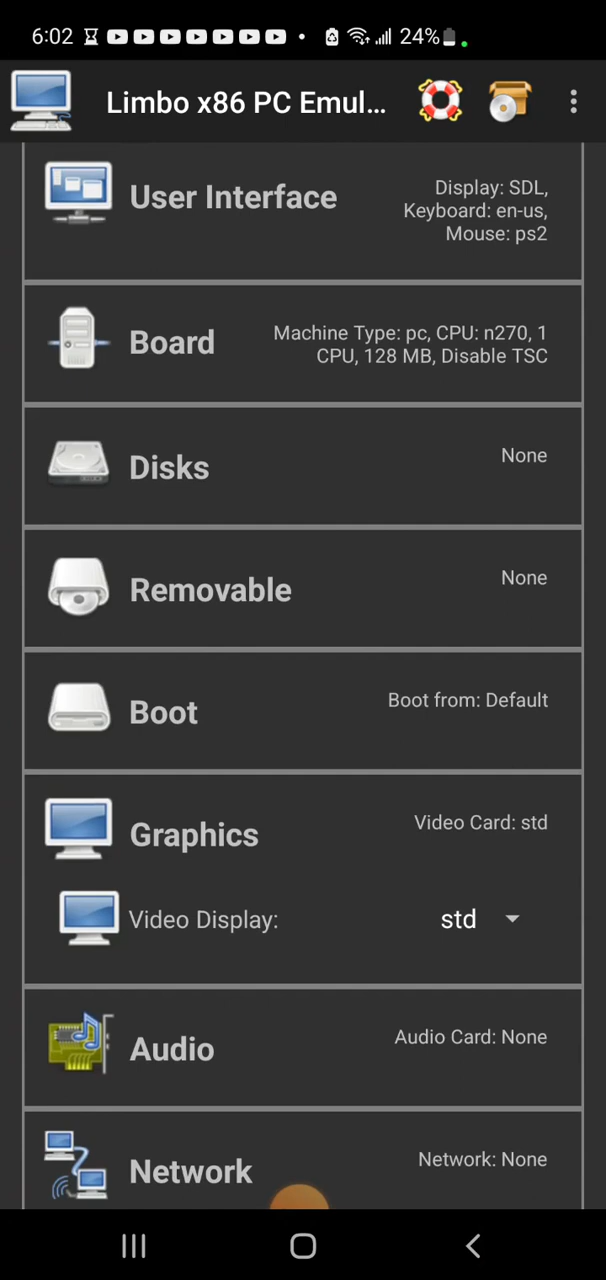 6:02 24%
Limbo x86 PC Emul...
User Interface
Display: SDL,
Keyboard: en-us,
Mouse: ps2
Board
Machine Type: pc, CPU: n270, 1
CPU, 128 MB, Disable TSC
Disks
None
Removable
None
Boot
Boot from: Default
Graphics
Video Card: std
Video Display:
std
Audio
Audio Card: None
Network
Network: None